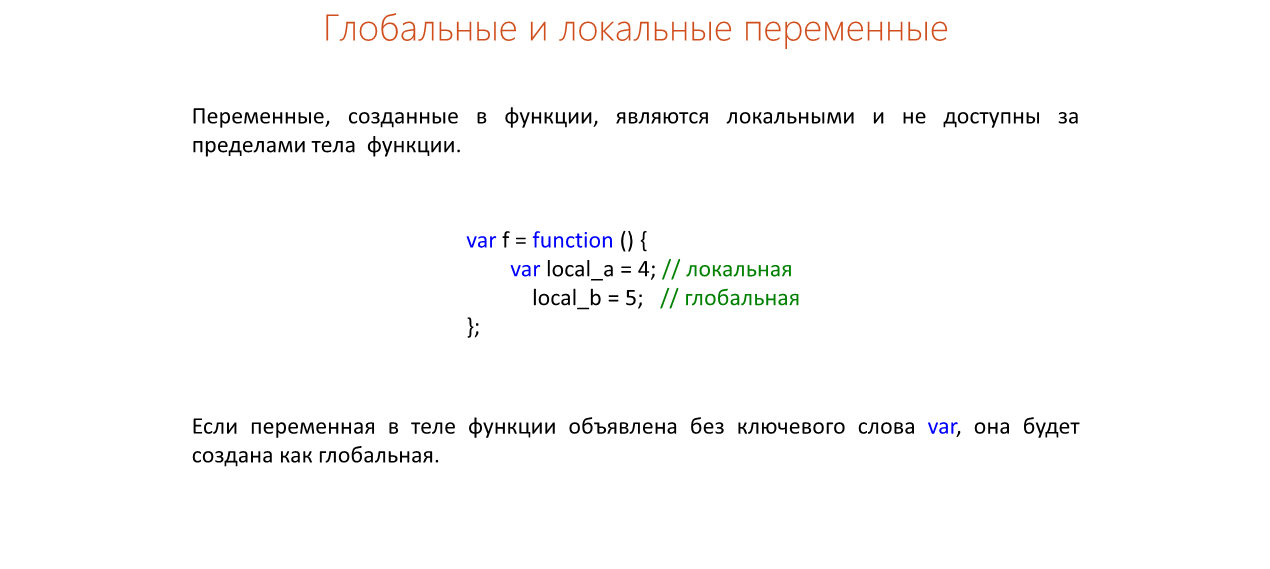 Глобальные и локальные переменные
Переменные, созданные в функции, являются локальными и не доступны за
пределами тела функции.
var f = function () {
var local_a = 4; // локальная
local_b = 5; // глобальная
};
Если переменная в теле функции объявлена без ключевого слова var, она будет
создана как глобальная.